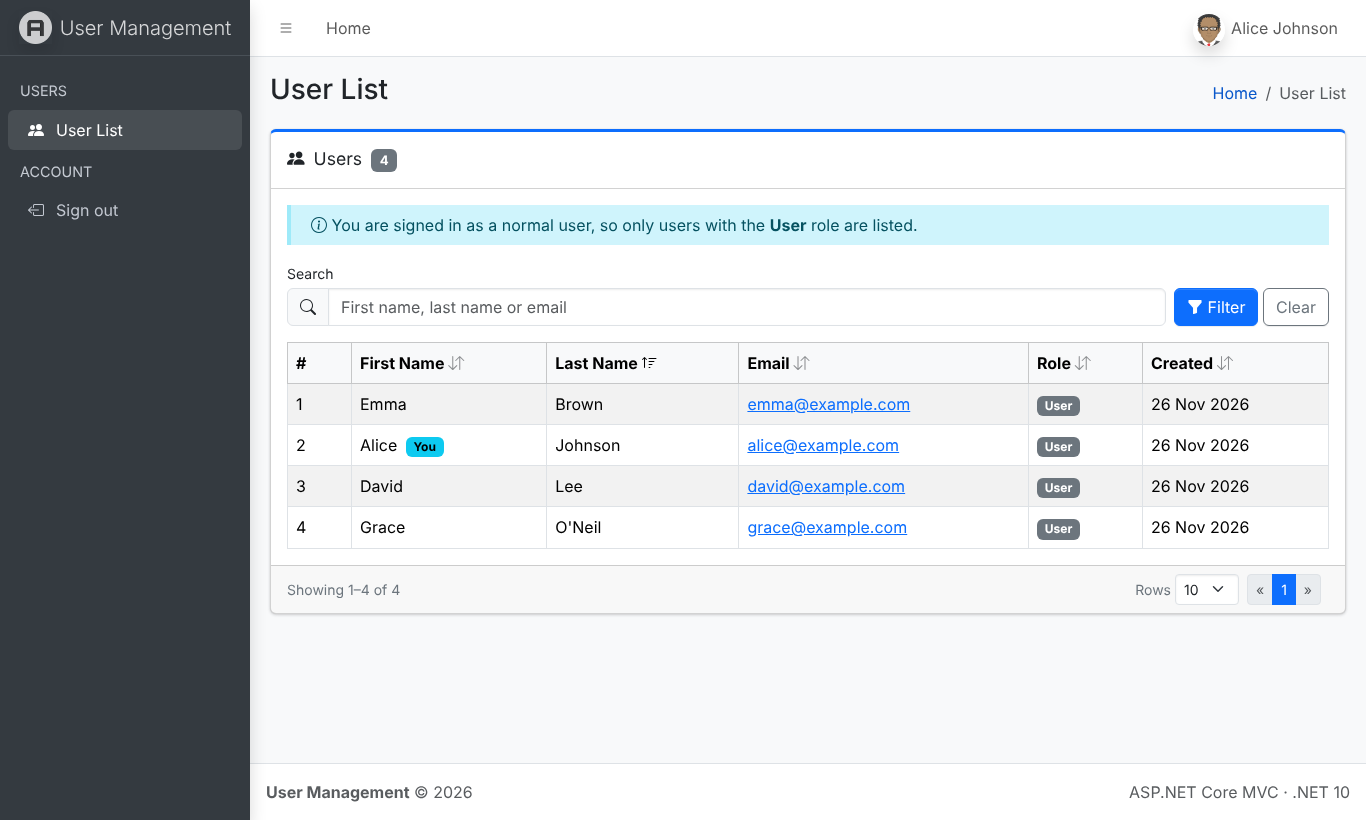 User Management
Home
Alice Johnson
USERS
User List
ACCOUNT
Sign out
User List
Home / User List
Users 4
You are signed in as a normal user, so only users with the User role are listed.
Search
First name, last name or email
Filter
Clear
# First Name Last Name Email Role Created
1 Emma Brown emma@example.com User 26 Nov 2026
2 Alice You Johnson alice@example.com User 26 Nov 2026
3 David Lee david@example.com User 26 Nov 2026
4 Grace O'Neil grace@example.com User 26 Nov 2026
Showing 1–4 of 4
Rows 10 « 1 »
User Management © 2026
ASP.NET Core MVC · .NET 10